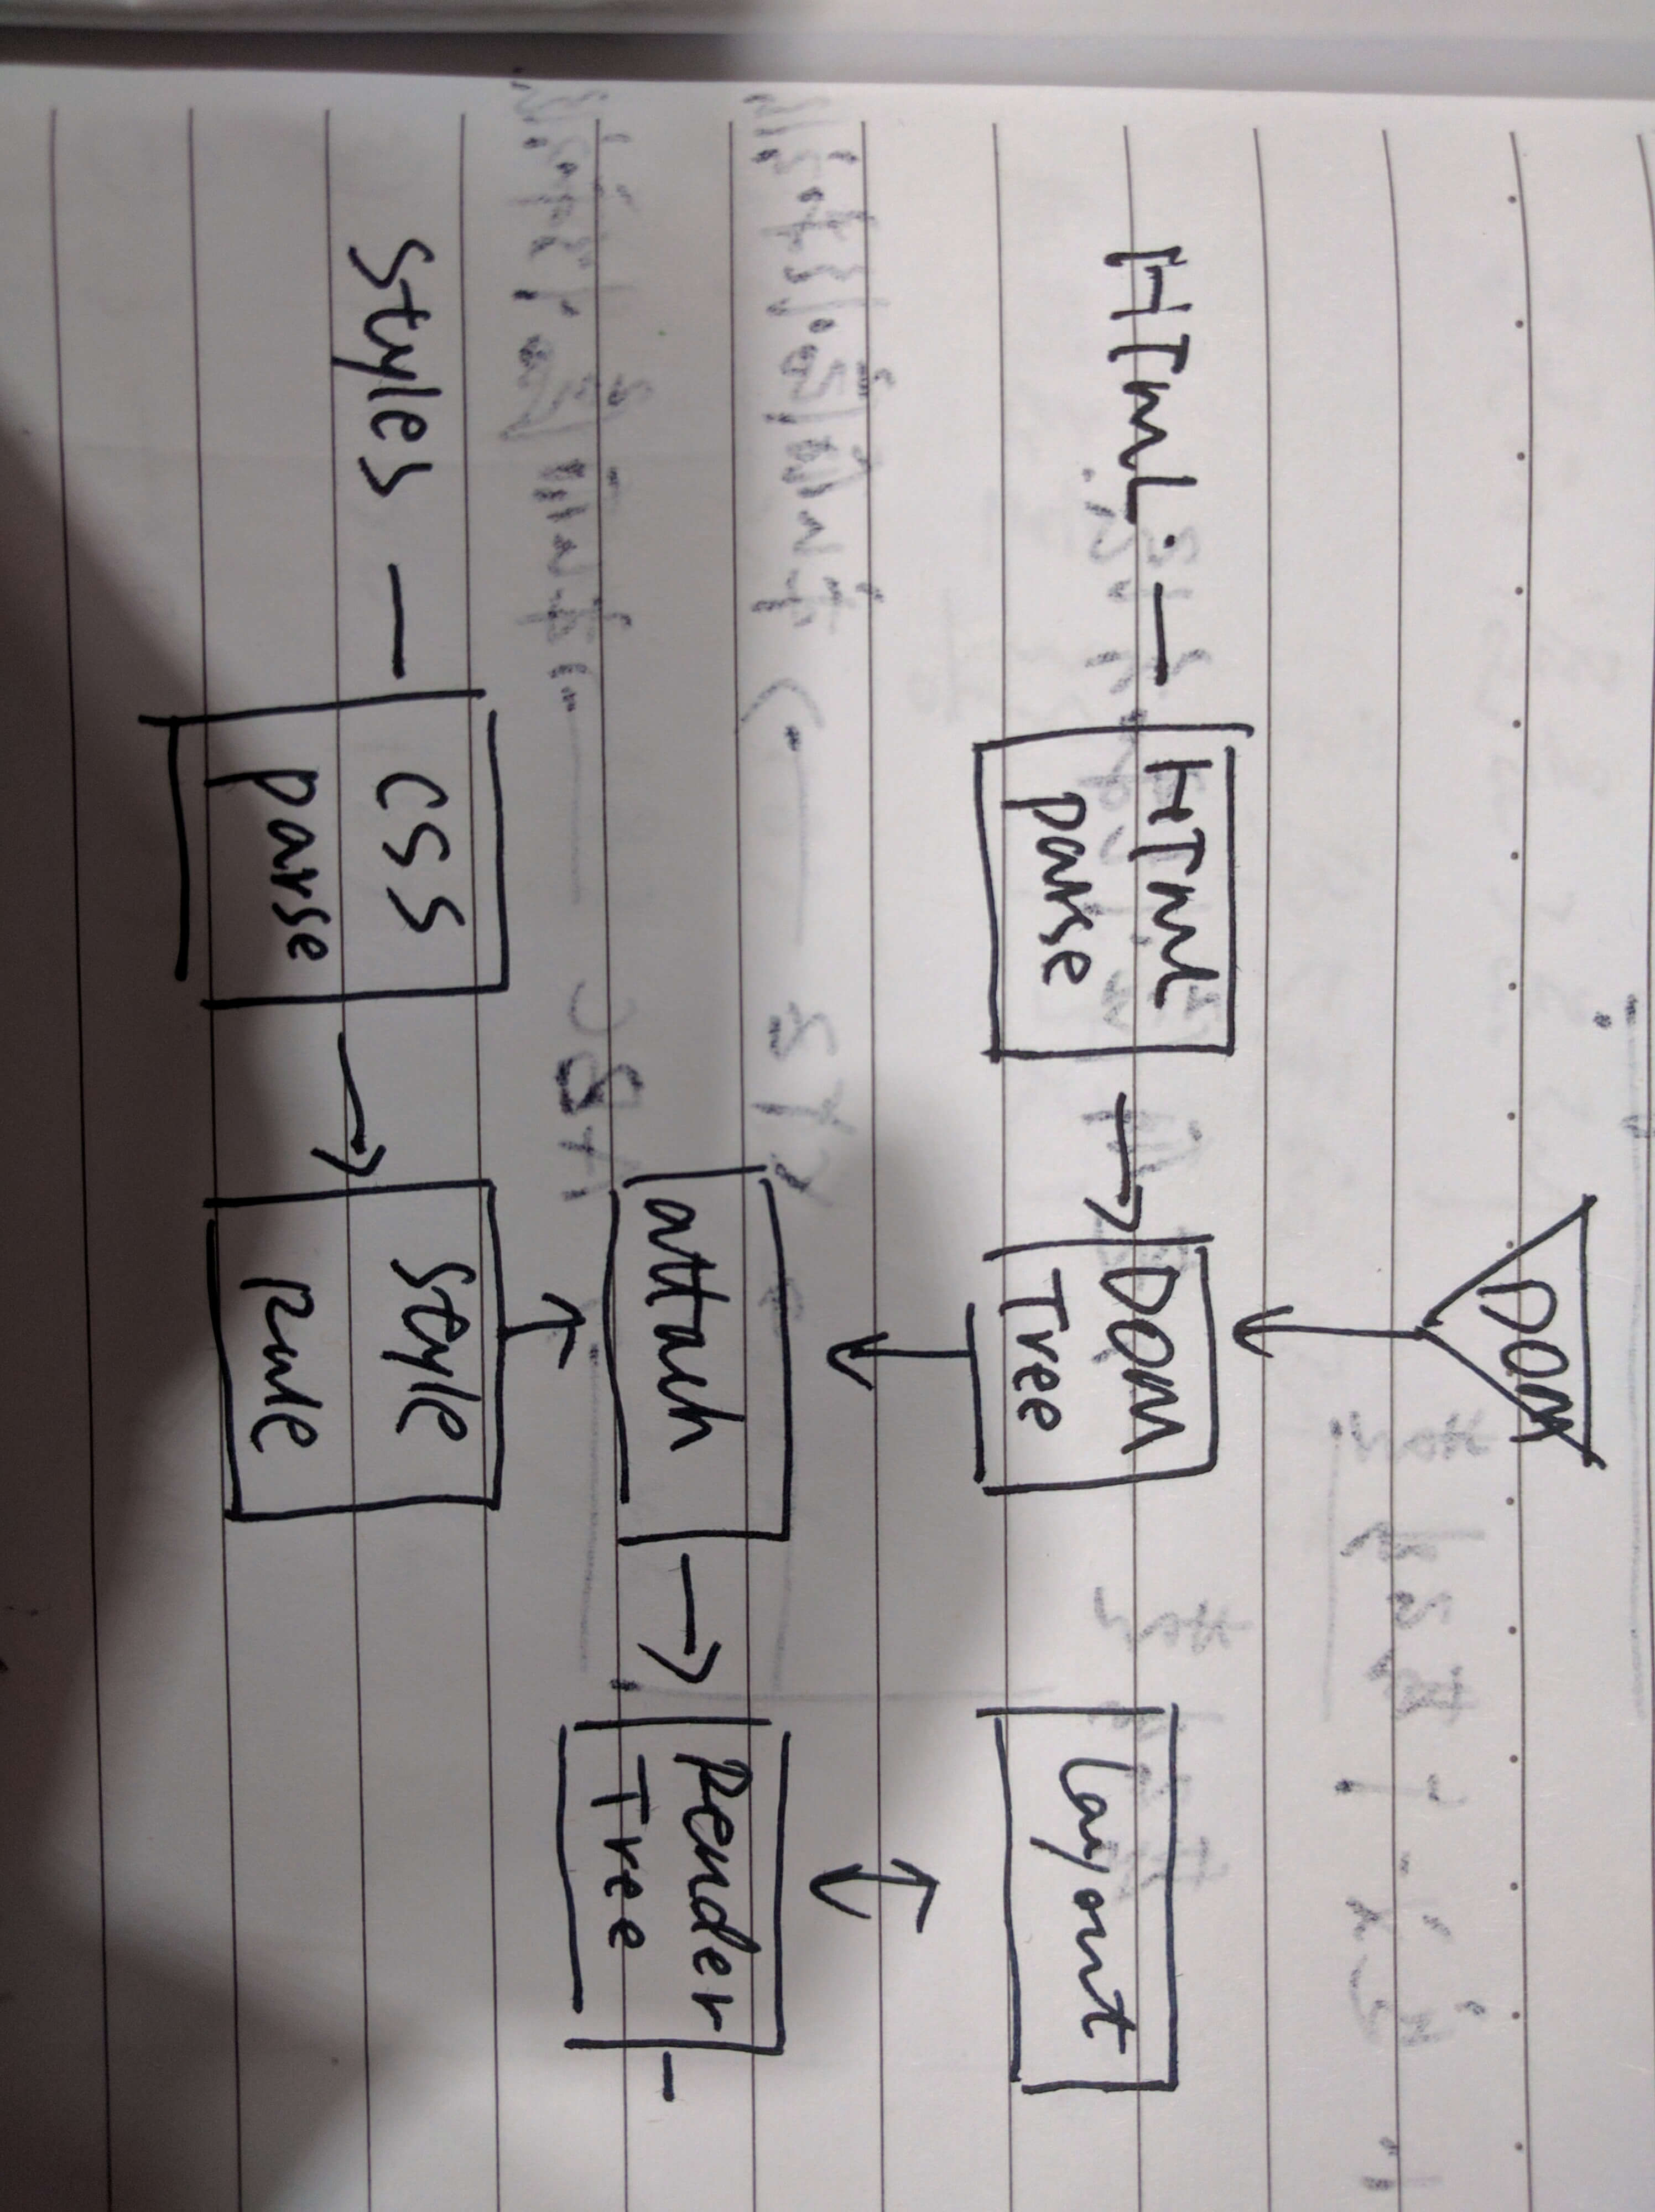 DOM
HTML
HTML
parse
DOM
Tree
Layout
attach
Render
Tree
Styles
CSS
parse
Style
Rule